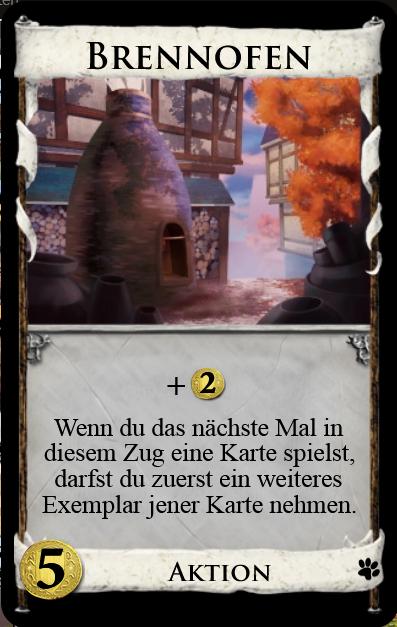 BRENNOFEN
+2
Wenn du das nächste Mal in
diesem Zug eine Karte spielst,
darfst du zuerst ein weiteres
Exemplar jener Karte nehmen.
5
AKTION